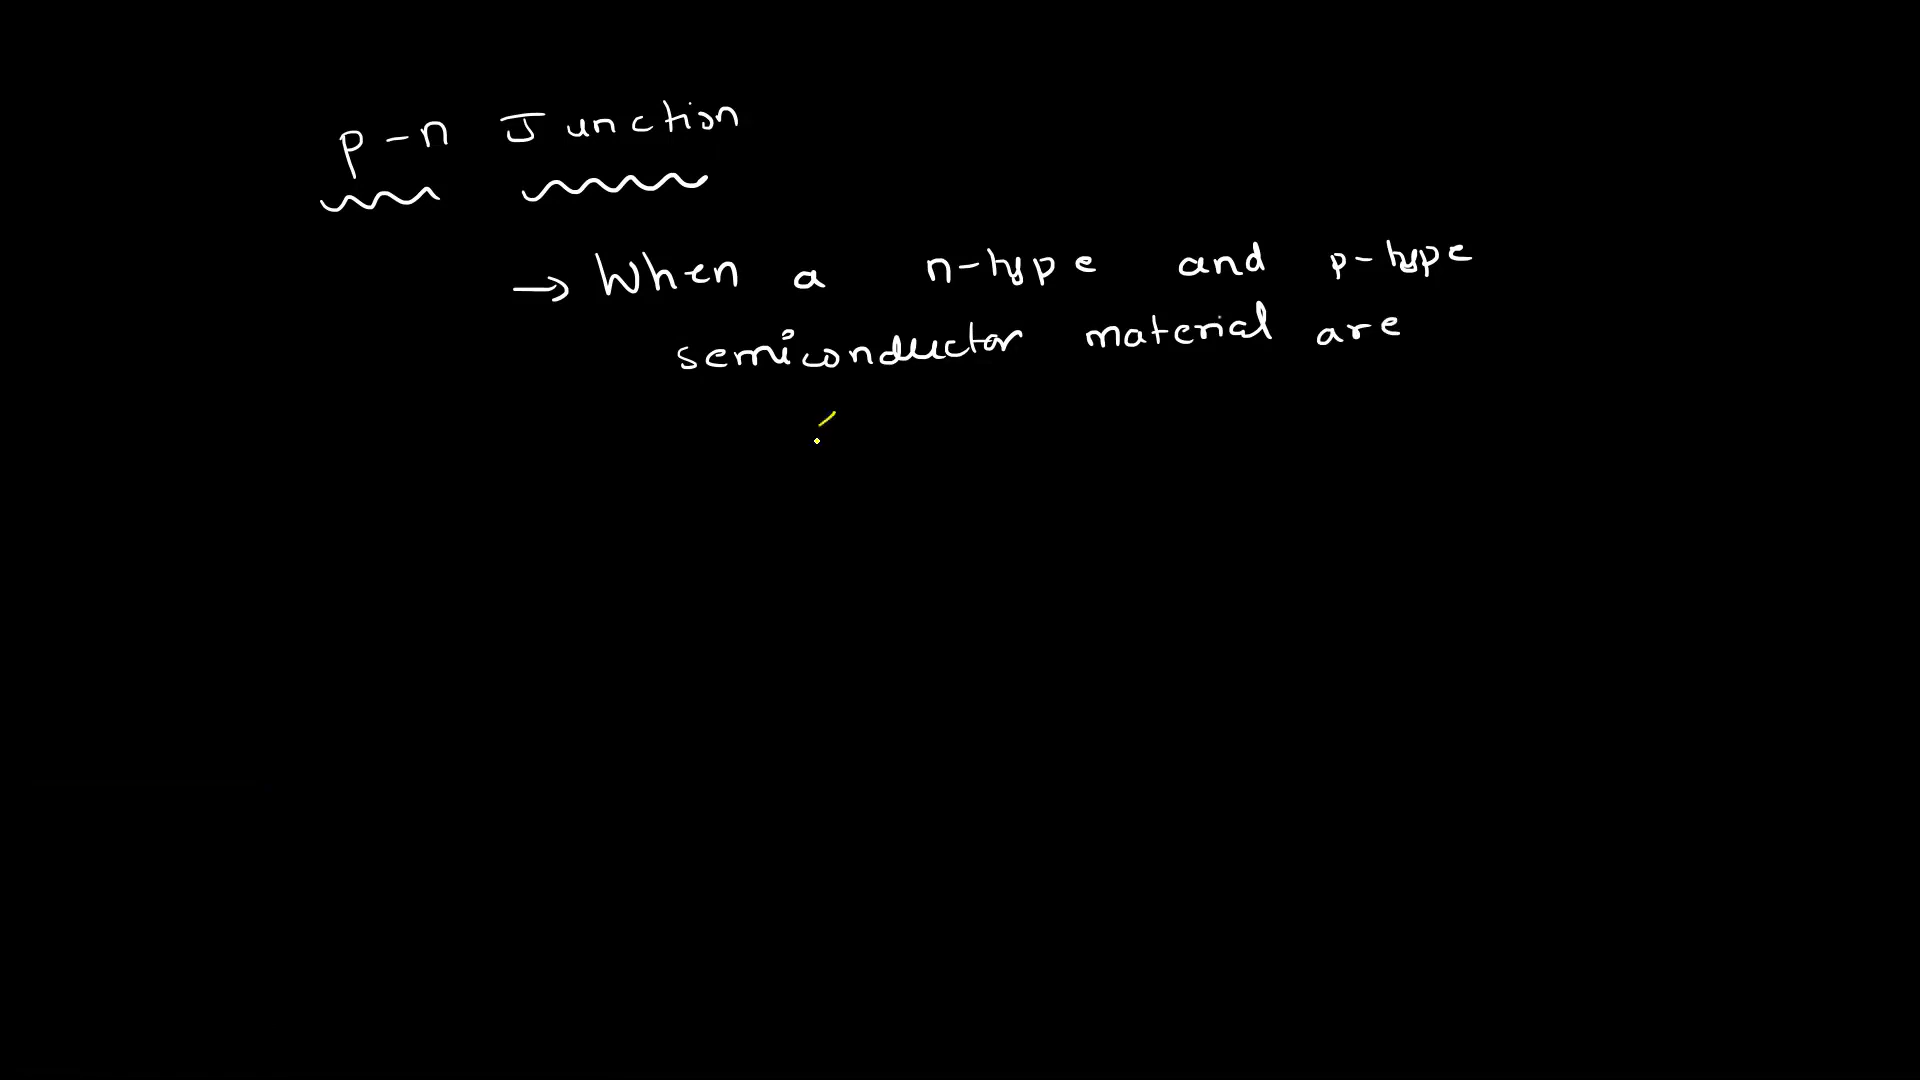 p-n Junction
→ When a n-type and p-type
semiconductor material are